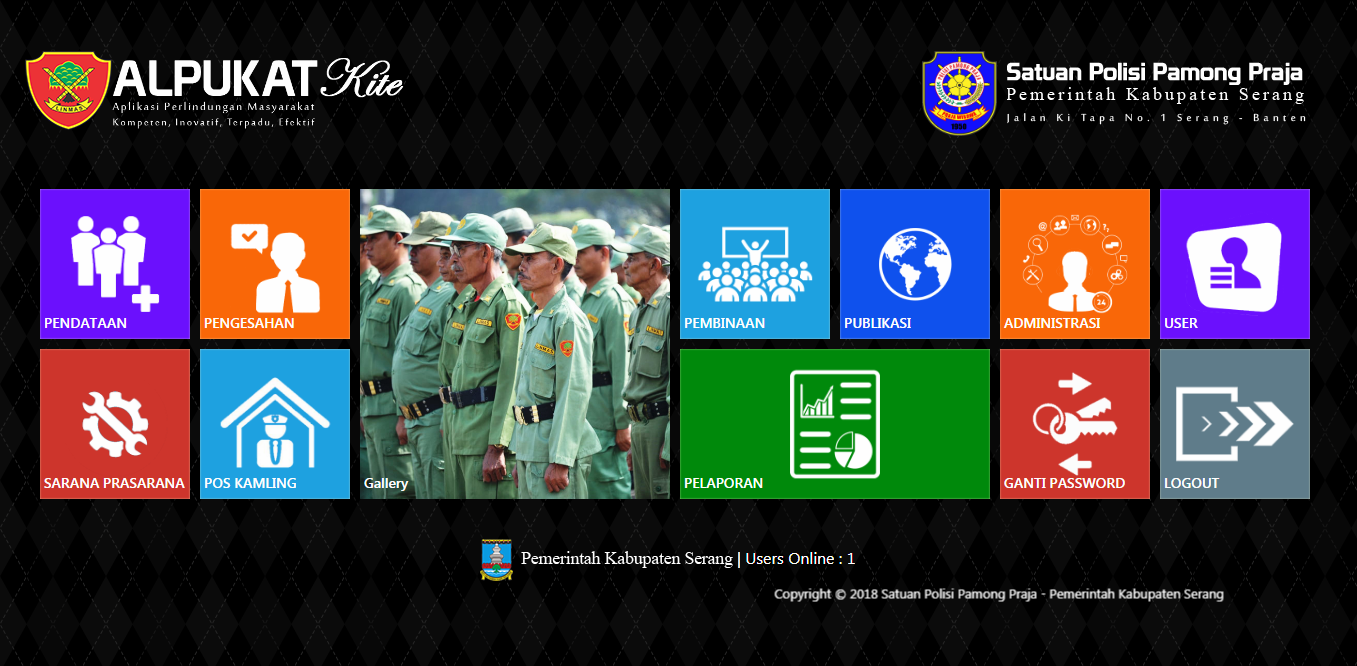 ALPUKAT Kite
Aplikasi Perlindungan Masyarakat
Kompeten, Inovatif, Terpadu, Efektif
LINMAS
Satuan Polisi Pamong Praja
Pemerintah Kabupaten Serang
Jalan Ki Tapa No. 1 Serang - Banten
PENDATAAN
PENGESAHAN
PEMBINAAN
PUBLIKASI
24
ADMINISTRASI
USER
SARANA PRASARANA
POS KAMLING
Gallery
PELAPORAN
GANTI PASSWORD
LOGOUT
Pemerintah Kabupaten Serang | Users Online : 1
Copyright © 2018 Satuan Polisi Pamong Praja - Pemerintah Kabupaten Serang